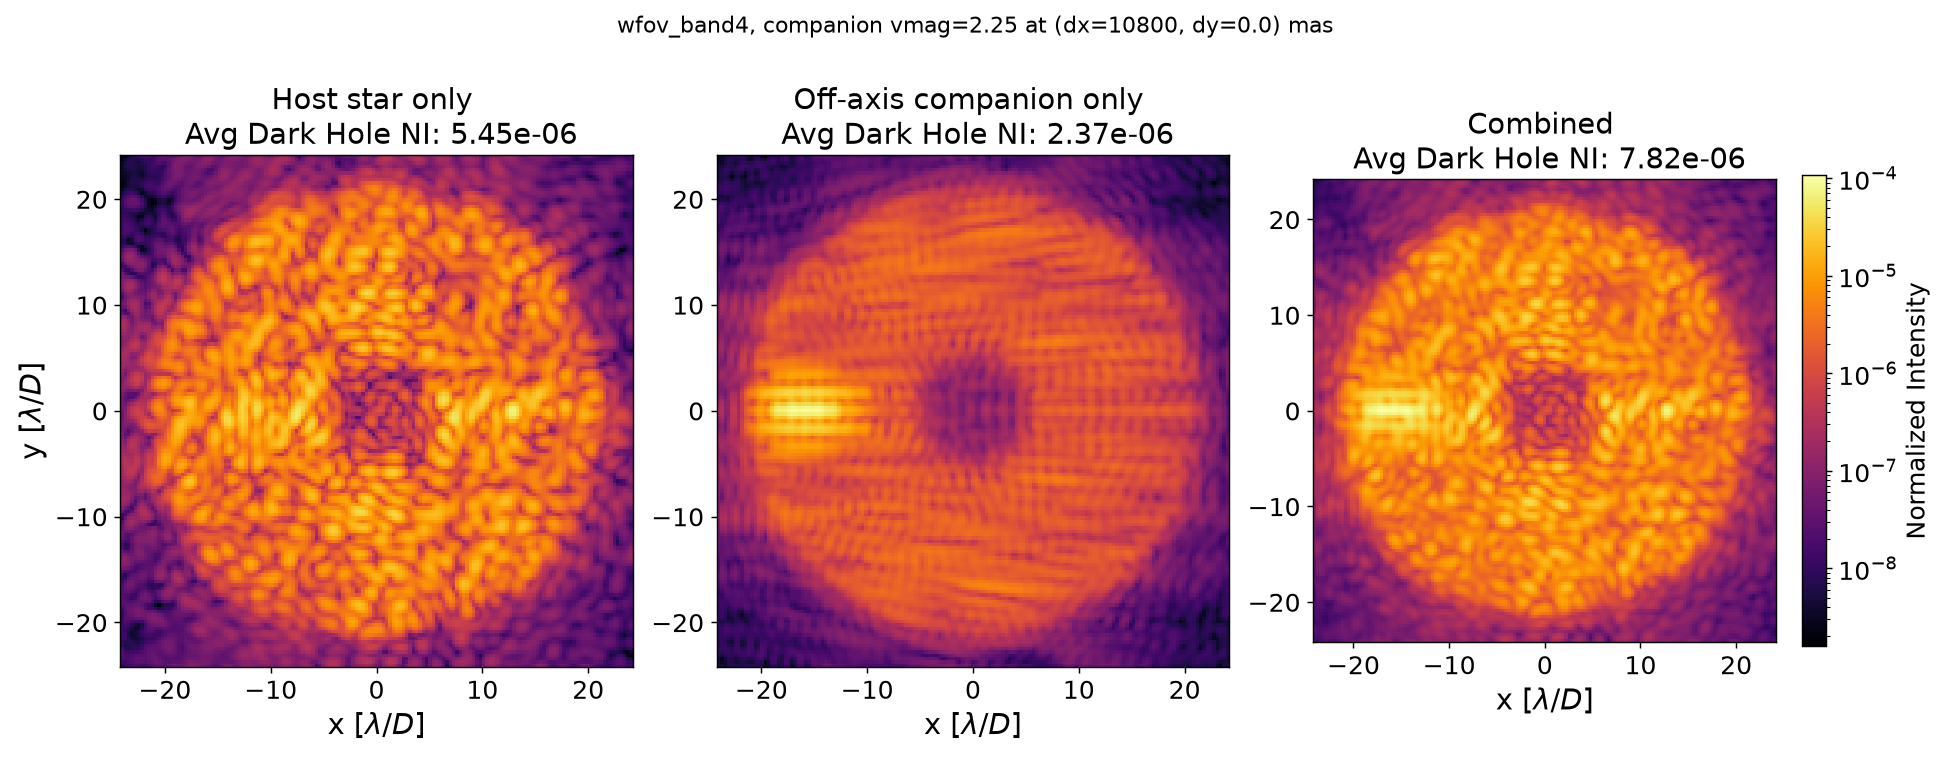 wfov_band4, companion vmag=2.25 at (dx=10800, dy=0.0) mas
Host star only
Avg Dark Hole NI: 5.45e-06
Off-axis companion only
Avg Dark Hole NI: 2.37e-06
Combined
Avg Dark Hole NI: 7.82e-06
y [λ/D]
20
10
0
−10
−20
−20 −10 0 10 20
x [λ/D]
20
10
0
−10
−20
−20 −10 0 10 20
x [λ/D]
20
10
0
−10
−20
−20 −10 0 10 20
x [λ/D]
10⁻⁴
10⁻⁵
10⁻⁶
10⁻⁷
10⁻⁸
Normalized Intensity